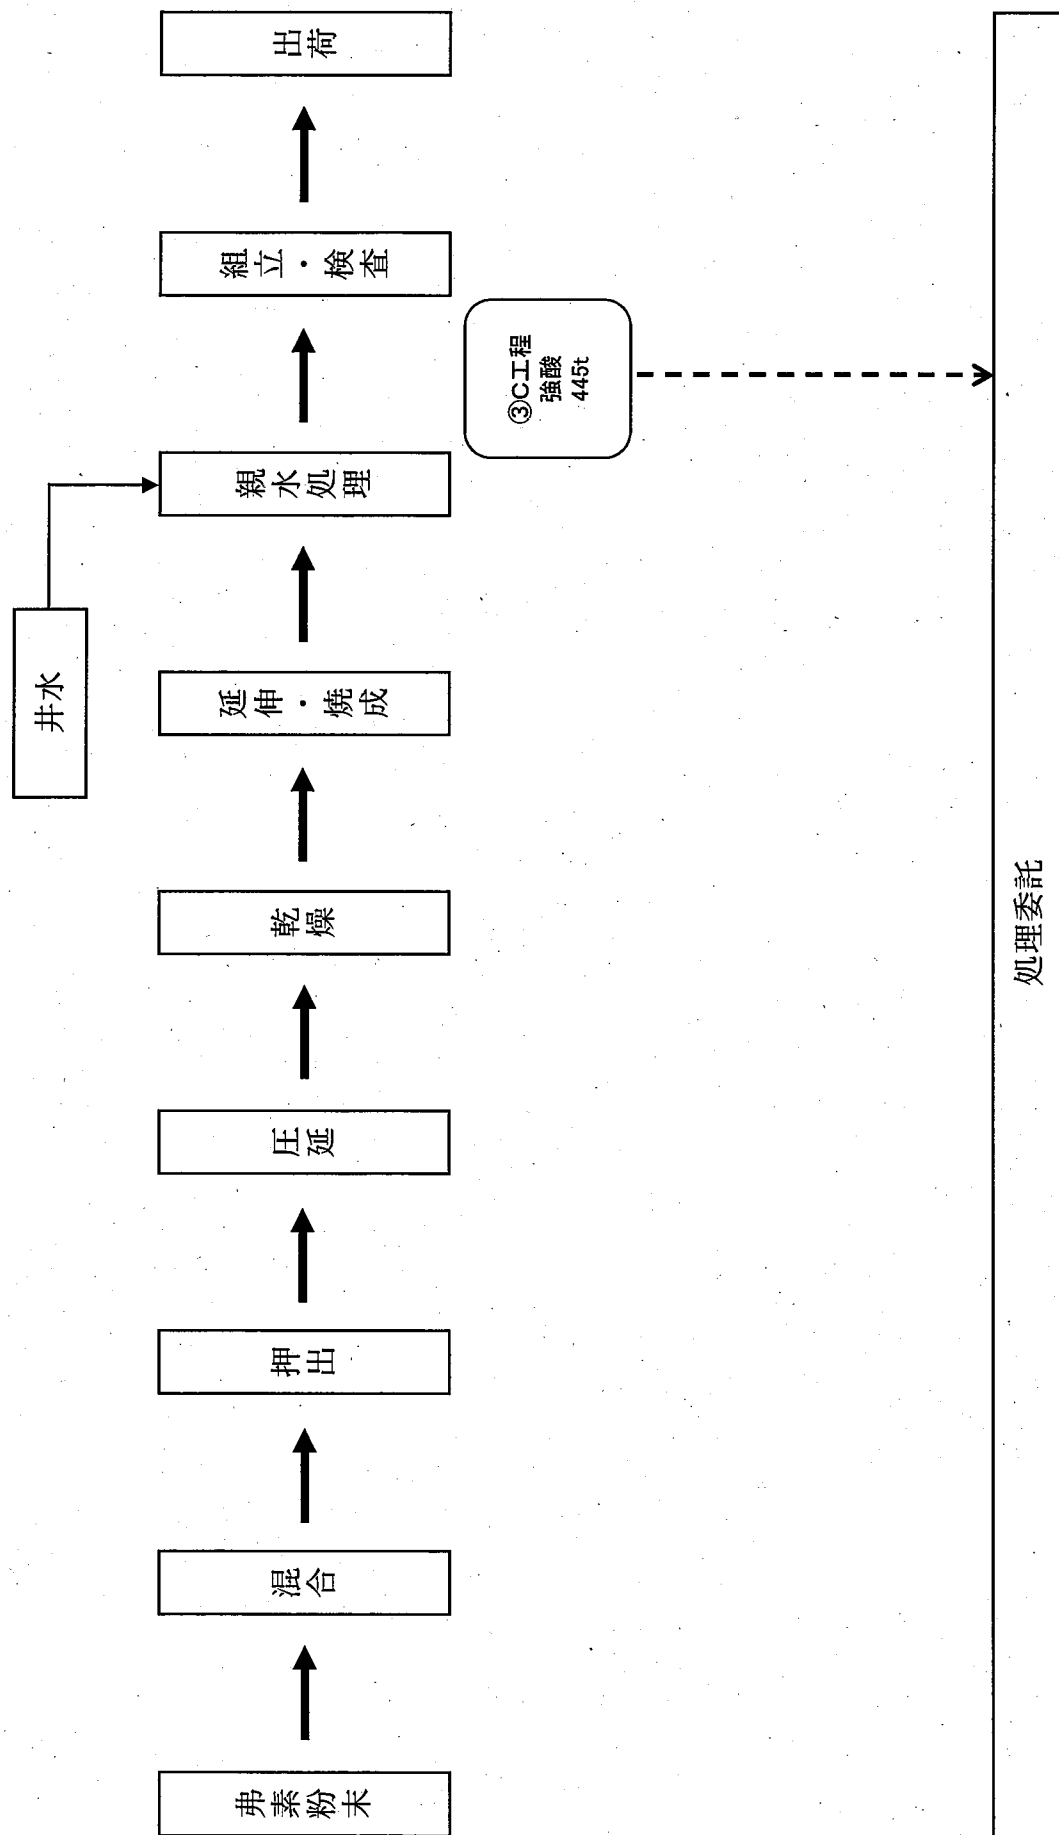 井水
弗素粉末
混合
押出
圧延
乾燥
延伸・焼成
親水処理
組立・検査
出荷
③C工程
強酸
445t
処理委託